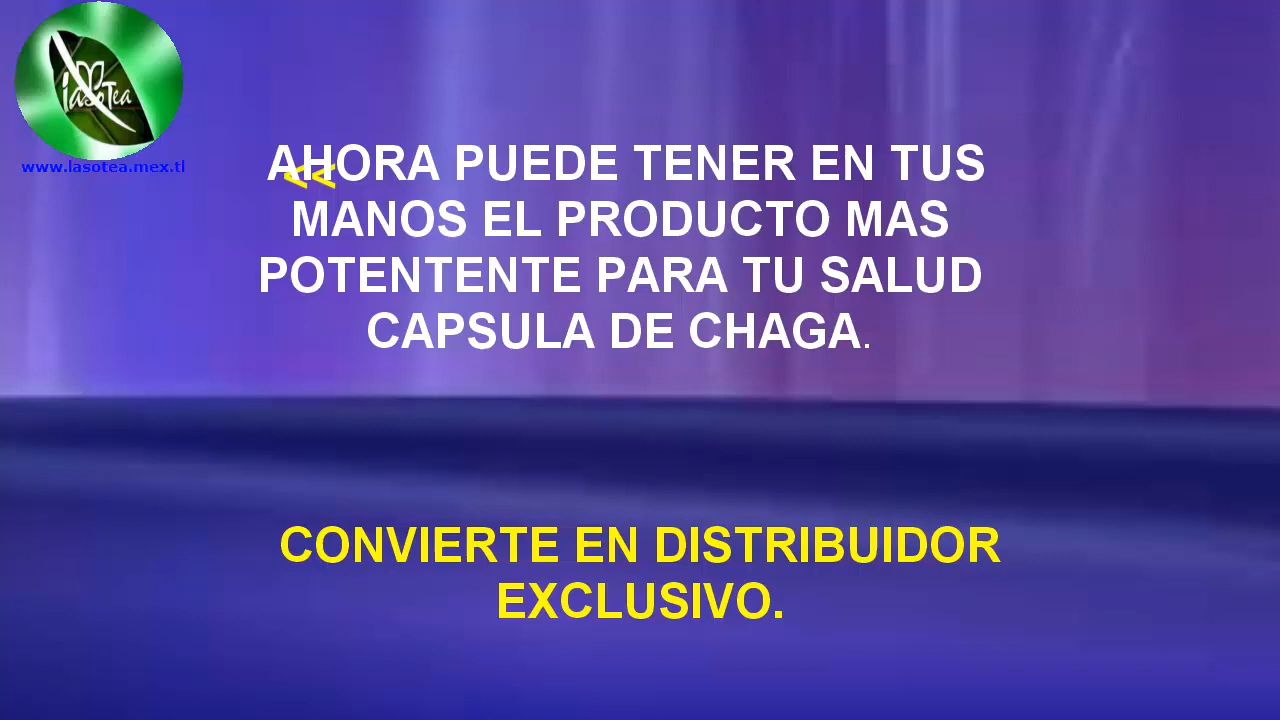 iasoTea
www.lasotea.mex.tl
<<
AHORA PUEDE TENER EN TUS
MANOS EL PRODUCTO MAS
POTENTENTE PARA TU SALUD
CAPSULA DE CHAGA.
CONVIERTE EN DISTRIBUIDOR
EXCLUSIVO.